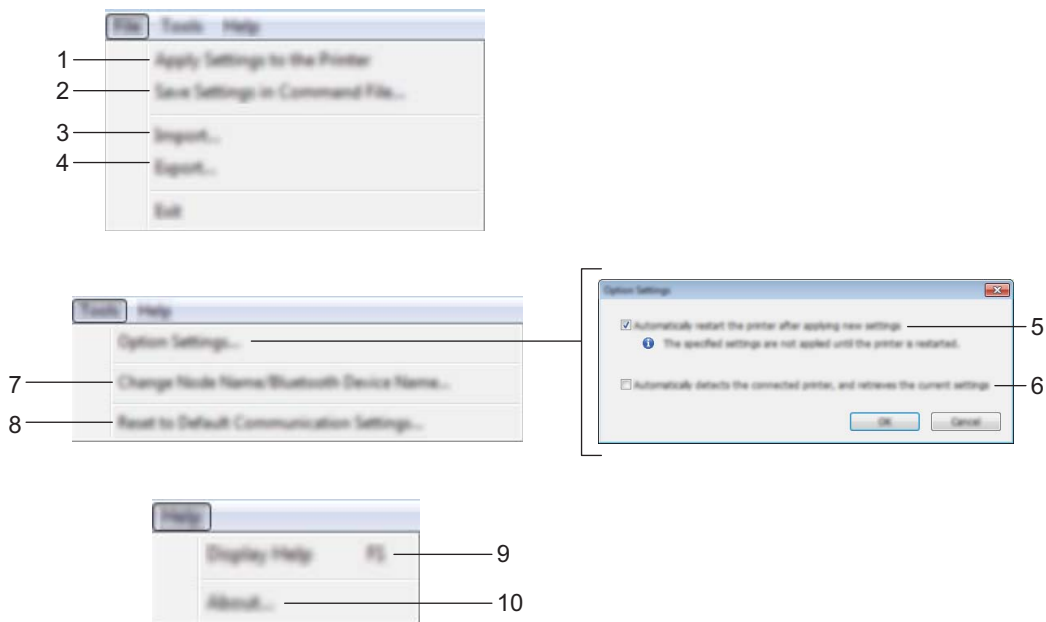 File Tools Help
1 Apply Settings to the Printer
2 Save Settings in Command File...
3 Import...
4 Export...
Exit
Tools Help
Option Settings...
7 Change Node Name/Bluetooth Device Name...
8 Reset to Default Communication Settings...
Option Settings
Automatically restart the printer after applying new settings 5
The specified settings are not applied until the printer is restarted.
Automatically detects the connected printer, and retrieves the current settings 6
OK Cancel
Help
Display Help F1 9
About... 10